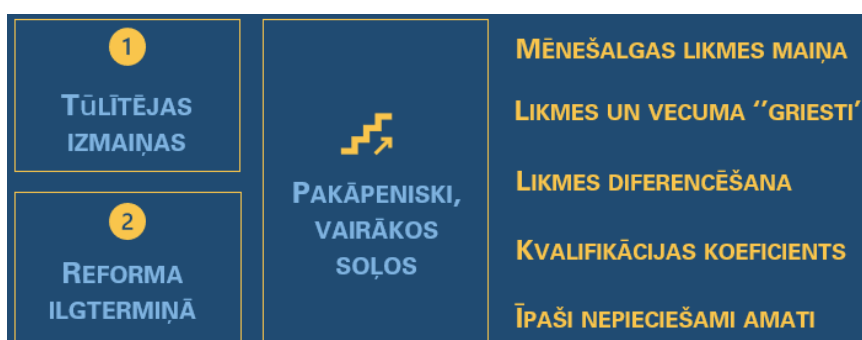 1
TŪLĪTĒJAS
IZMAIŅAS
2
REFORMA
ILGTERMIŅĀ
PAKĀPENISKI,
VAIRĀKOS
SOĻOS
MĒNEŠALGAS LIKMES MAIŅA
LIKMES UN VECUMA ‘‘GRIESTI’
LIKMES DIFERENCĒŠANA
KVALIFIKĀCIJAS KOEFICIENTS
ĪPAŠI NEPIECIEŠAMI AMATI